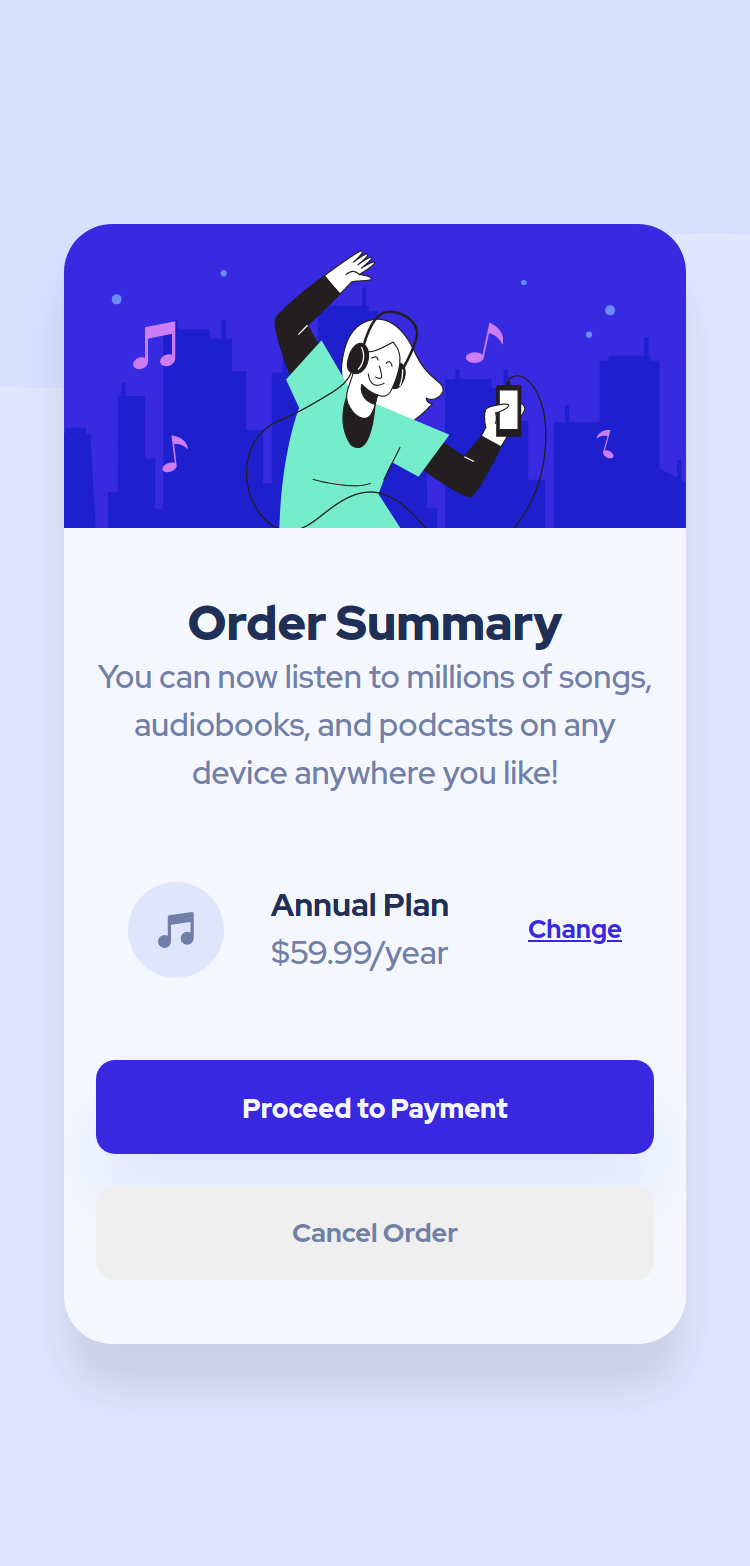 Order Summary
You can now listen to millions of songs,
audiobooks, and podcasts on any
device anywhere you like!
Annual Plan
$59.99/year
Change
Proceed to Payment
Cancel Order